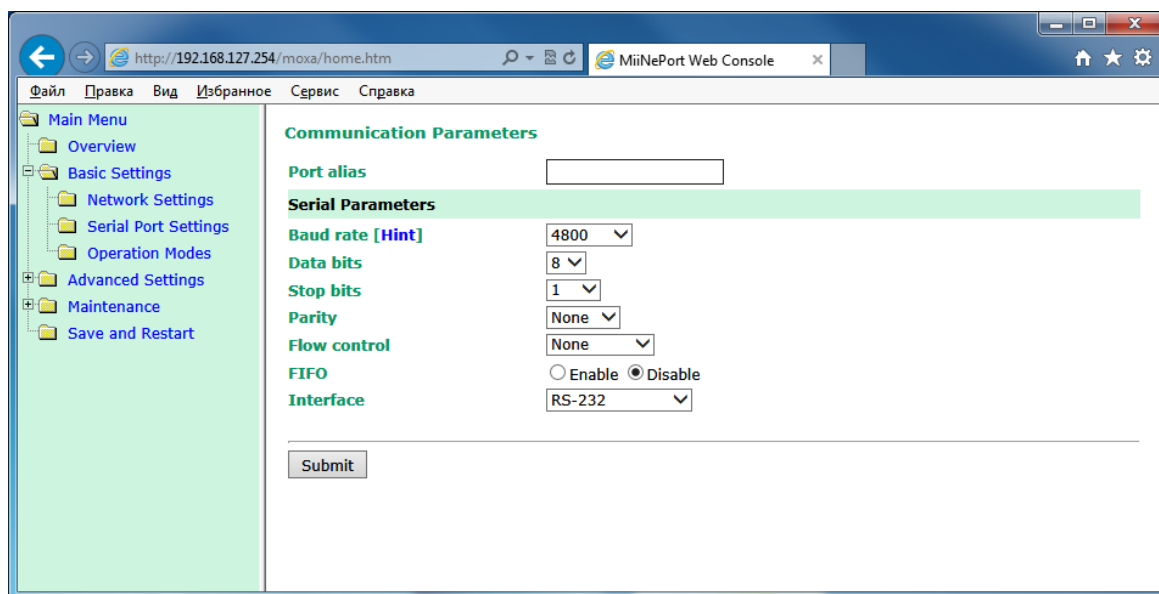 http://192.168.127.254/moxa/home.htm
MiiNePort Web Console
Файл Правка Вид Избранное Сервис Справка
Main Menu
Overview
Basic Settings
Network Settings
Serial Port Settings
Operation Modes
Advanced Settings
Maintenance
Save and Restart
Communication Parameters
Port alias
Serial Parameters
Baud rate [Hint] 4800
Data bits 8
Stop bits 1
Parity None
Flow control None
FIFO Enable Disable
Interface RS-232
Submit